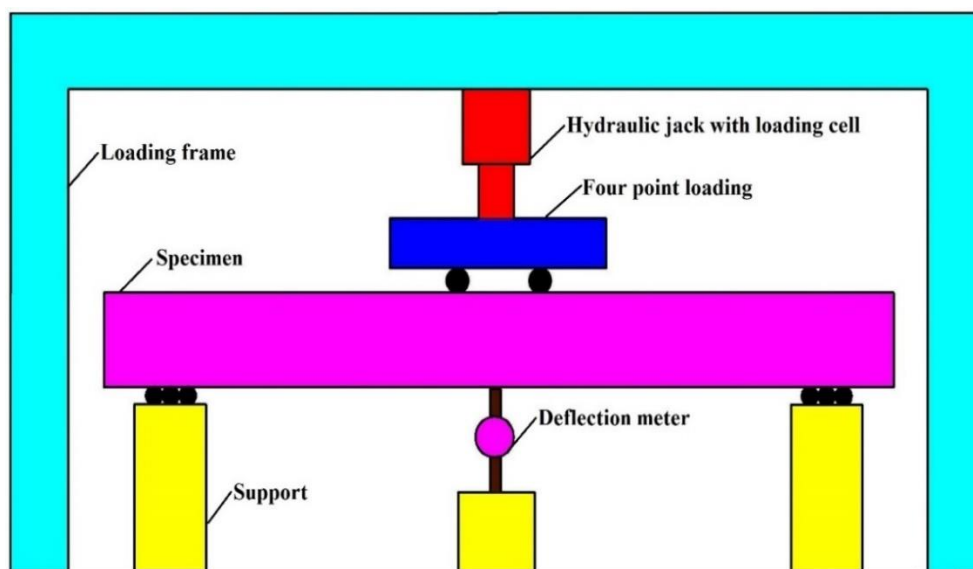 Hydraulic jack with loading cell
Loading frame
Four point loading
Specimen
Deflection meter
Support